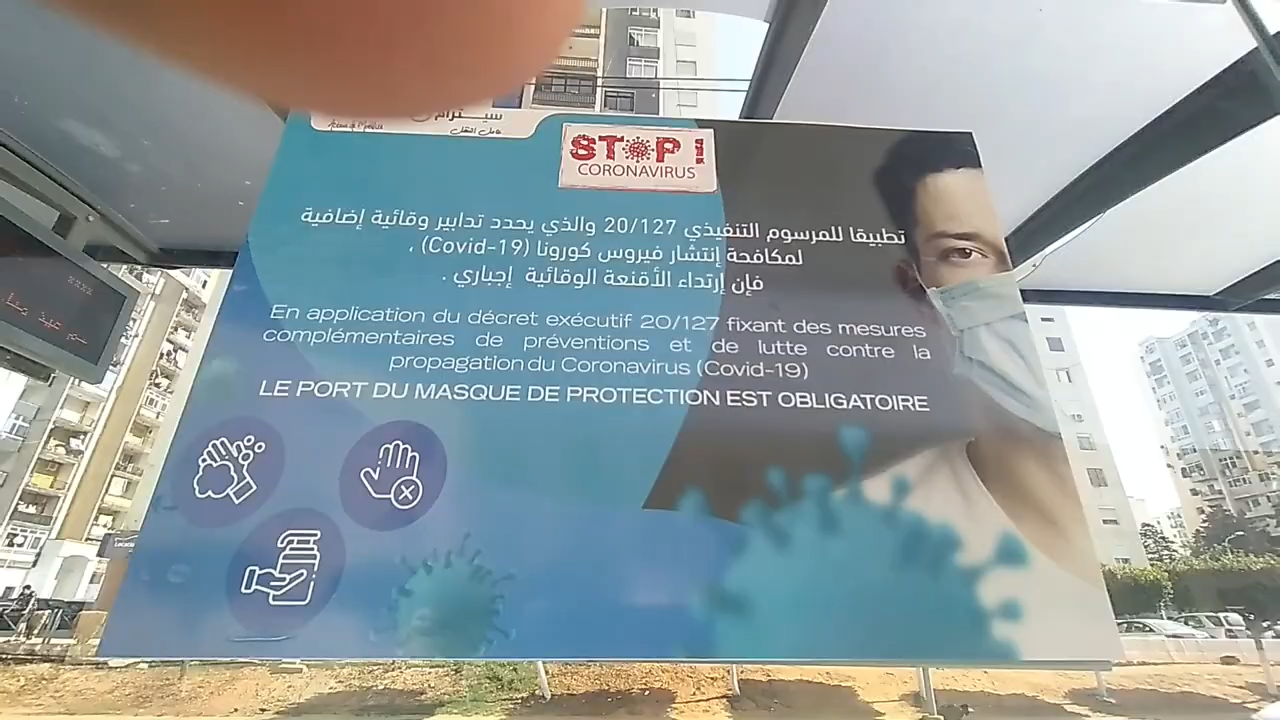 سيترام
STOP !
CORONAVIRUS
تطبيقا للمرسوم التنفيذي 20/127 والذي يحدد تدابير وقائية إضافية
لمكافحة إنتشار فيروس كورونا (Covid-19) ،
فإن إرتداء الأقنعة الوقائية إجباري .
En application du décret exécutif 20/127 fixant des mesures
complémentaires de préventions et de lutte contre la
propagation du Coronavirus (Covid-19)
LE PORT DU MASQUE DE PROTECTION EST OBLIGATOIRE